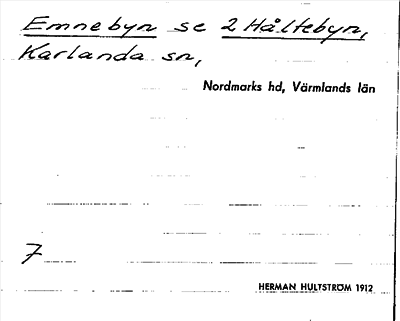 Emnebyn se 2 Håltebyn,
Karlanda sn,
Nordmarks hd, Värmlands län
7
HERMAN HULTSTRÖM 1912